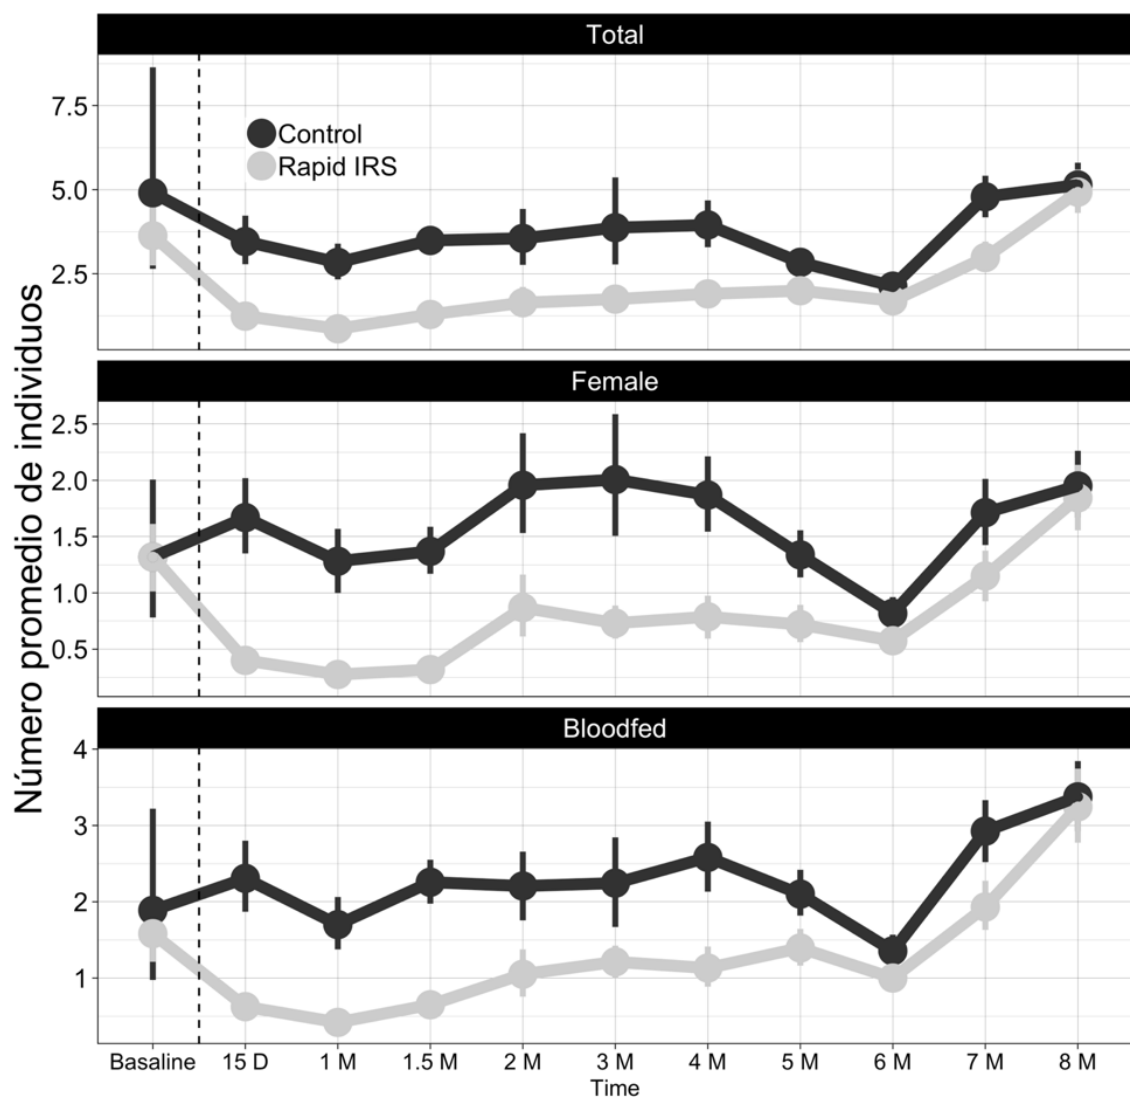 Número promedio de individuos
Total
7.5
5.0
2.5
Control
Rapid IRS
Female
2.5
2.0
1.5
1.0
0.5
Bloodfed
4
3
2
1
Basaline 15 D 1 M 1.5 M 2 M 3 M 4 M 5 M 6 M 7 M 8 M
Time